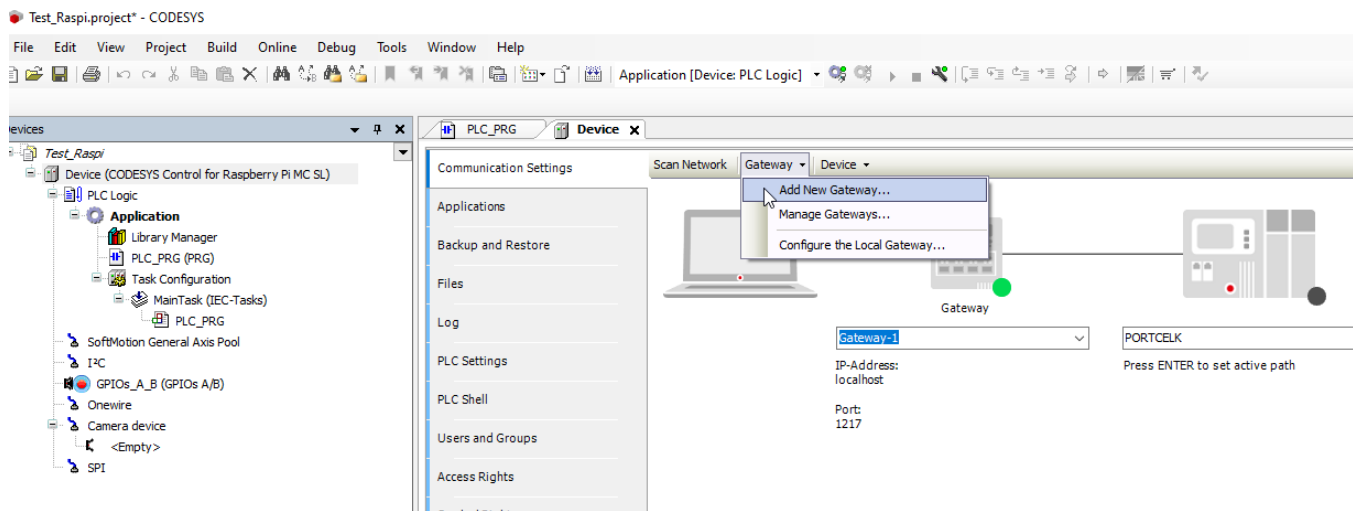 Test_Raspi.project* - CODESYS
File Edit View Project Build Online Debug Tools Window Help
Application [Device: PLC Logic]
evices
PLC_PRG Device
Test_Raspi
Device (CODESYS Control for Raspberry Pi MC SL)
PLC Logic
Application
Library Manager
PLC_PRG (PRG)
Task Configuration
MainTask (IEC-Tasks)
PLC_PRG
SoftMotion General Axis Pool
I²C
GPIOs_A_B (GPIOs A/B)
Onewire
Camera device
<Empty>
SPI
Communication Settings
Applications
Backup and Restore
Files
Log
PLC Settings
PLC Shell
Users and Groups
Access Rights
Scan Network Gateway Device
Add New Gateway...
Manage Gateways...
Configure the Local Gateway...
Gateway
Gateway-1
IP-Address:
localhost
Port:
1217
PORTCELK
Press ENTER to set active path